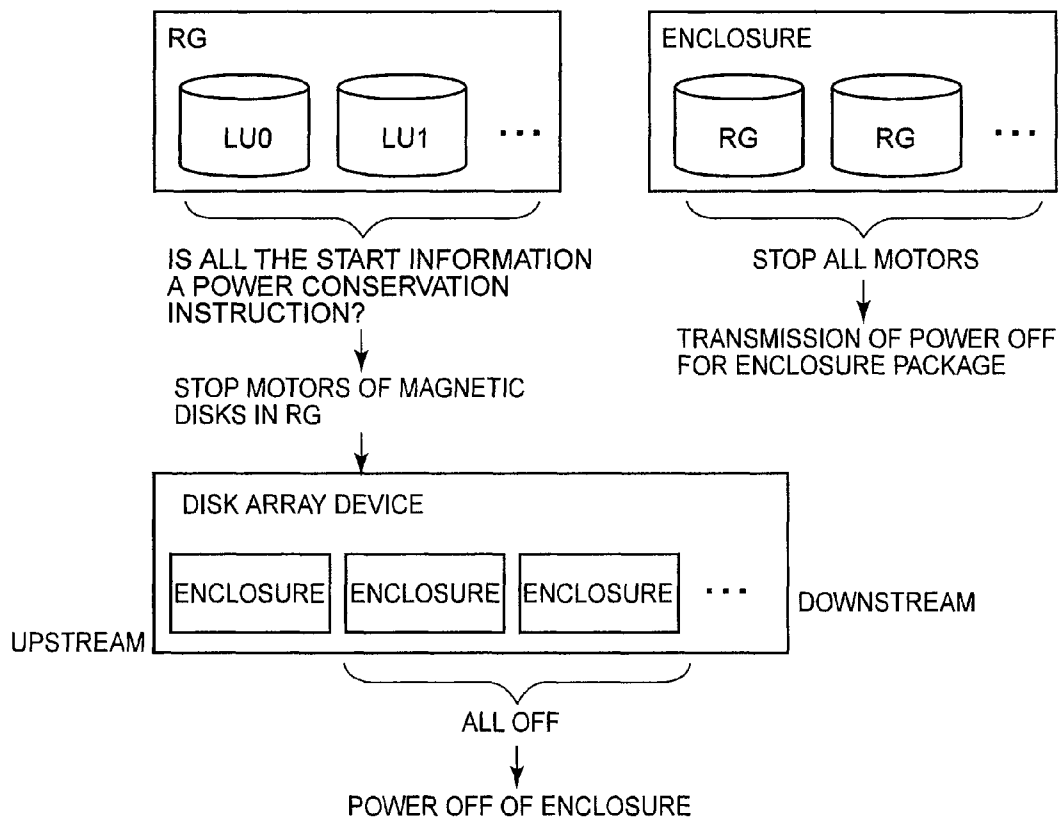 RG
LU0
LU1
...
IS ALL THE START INFORMATION
A POWER CONSERVATION
INSTRUCTION?
STOP MOTORS OF MAGNETIC
DISKS IN RG
ENCLOSURE
RG
RG
...
STOP ALL MOTORS
TRANSMISSION OF POWER OFF
FOR ENCLOSURE PACKAGE
DISK ARRAY DEVICE
ENCLOSURE
ENCLOSURE
ENCLOSURE
...
UPSTREAM
DOWNSTREAM
ALL OFF
POWER OFF OF ENCLOSURE